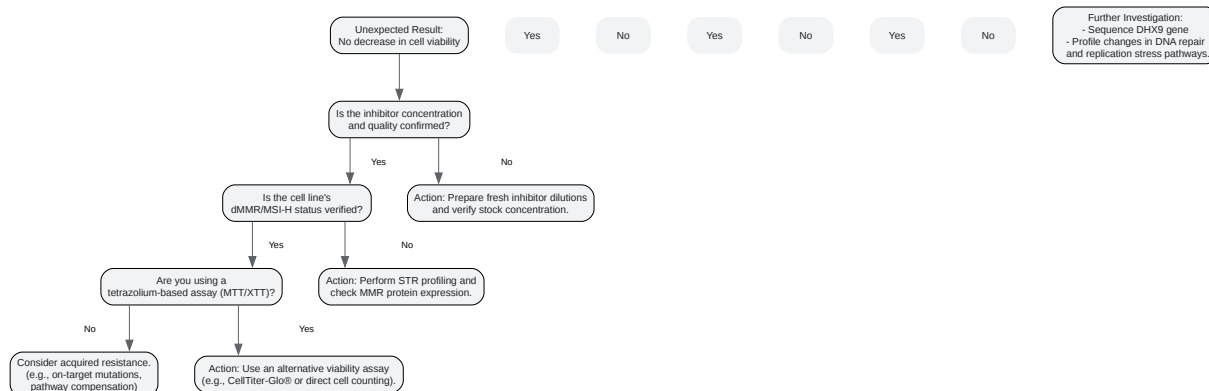 Unexpected Result:
No decrease in cell viability
Yes
No
Yes
No
Yes
No
Further Investigation:
- Sequence DHX9 gene
- Profile changes in DNA repair
and replication stress pathways.
Is the inhibitor concentration
and quality confirmed?
Yes
No
Is the cell line's
dMMR/MSI-H status verified?
Action: Prepare fresh inhibitor dilutions
and verify stock concentration.
Yes
No
Are you using a
tetrazolium-based assay (MTT/XTT)?
Action: Perform STR profiling and
check MMR protein expression.
No
Yes
Consider acquired resistance.
(e.g., on-target mutations,
pathway compensation)
Action: Use an alternative viability assay
(e.g., CellTiter-Glo® or direct cell counting).